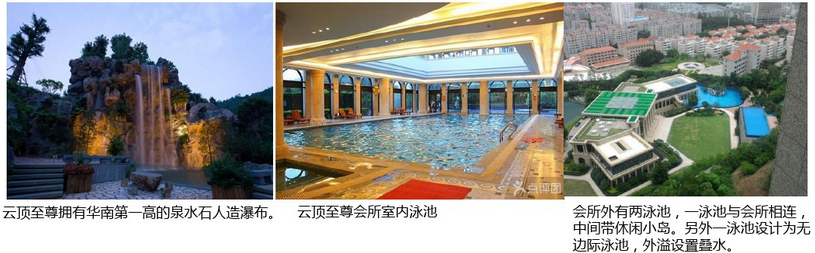 点评团
云顶至尊拥有华南第一高的泉水石人造瀑布。
云顶至尊会所室内泳池
会所外有两泳池，一泳池与会所相连，
中间带休闲小岛。另外一泳池设计为无
边际泳池，外溢设置叠水。